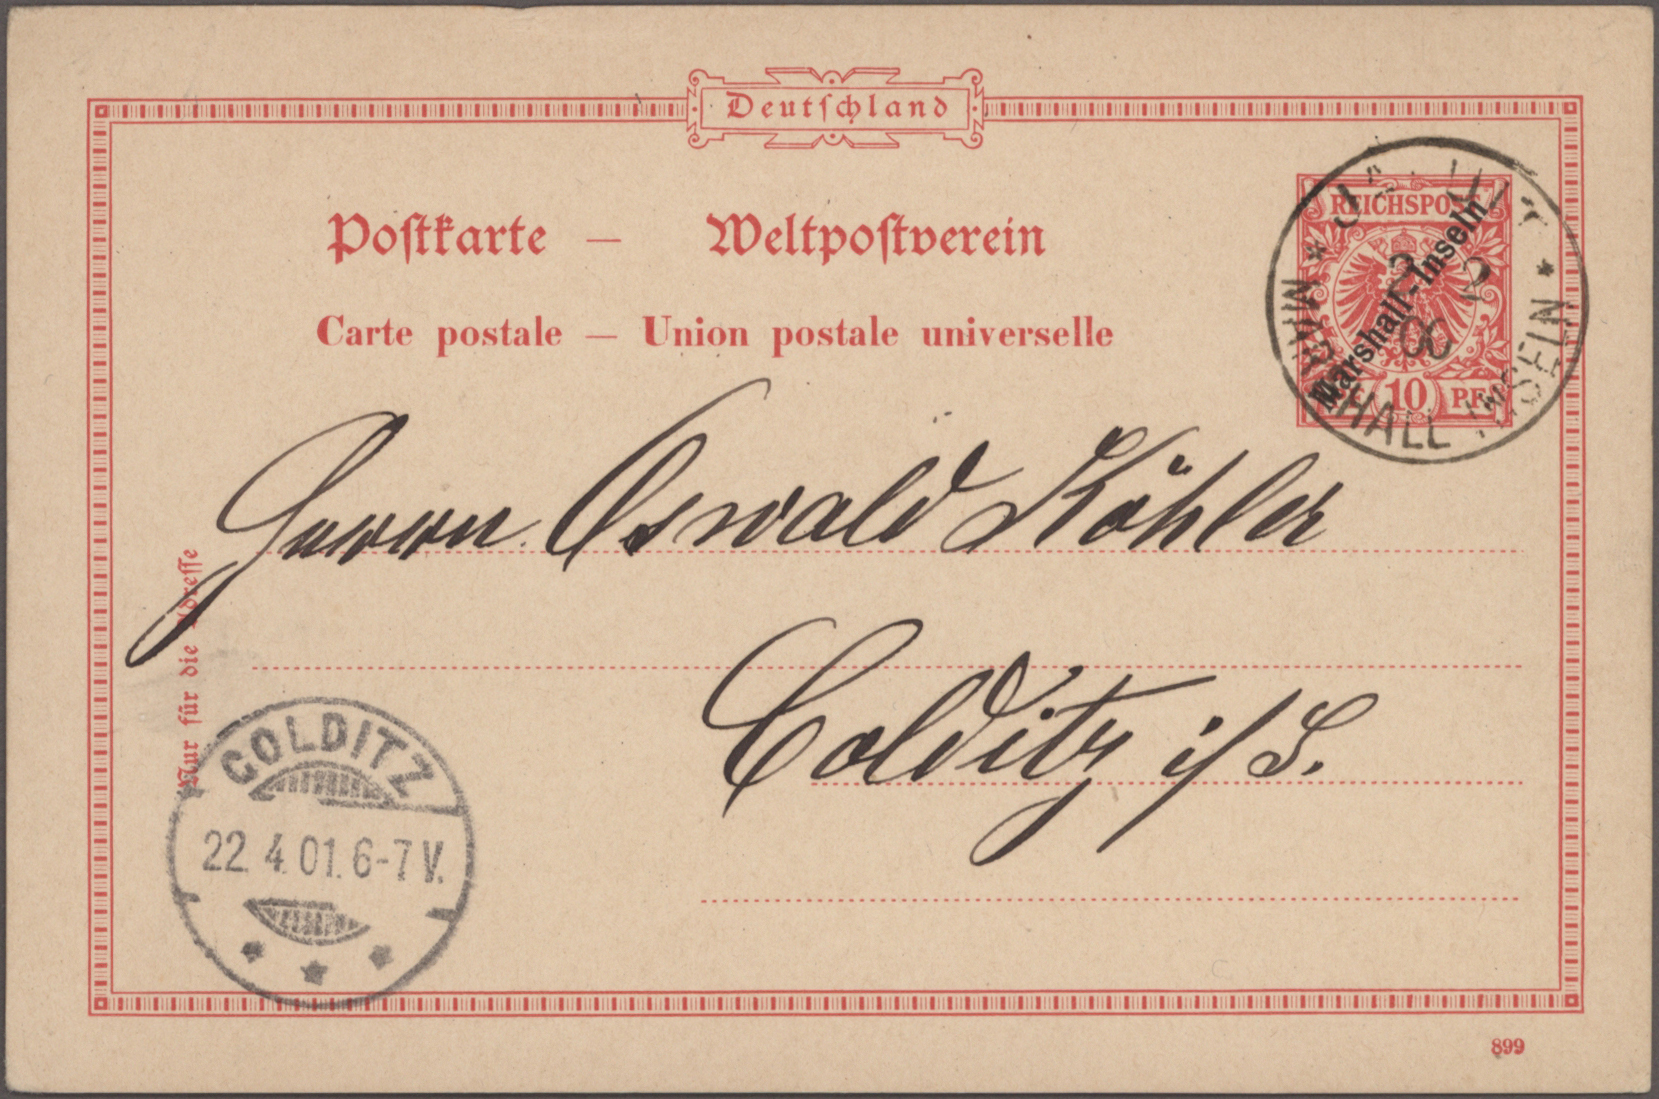 Deutschland
Postkarte — Weltpostverein
Carte postale — Union postale universelle
REICHSPOST
Marshall-Inseln
10 PF.
JALUIT
* MARSHALL INSELN *
Herrn Oswald Köhler
Colditz i/S.
Nur für die Adresse
COLDITZ
22. 4. 01. 6-7 V.
* * *
899